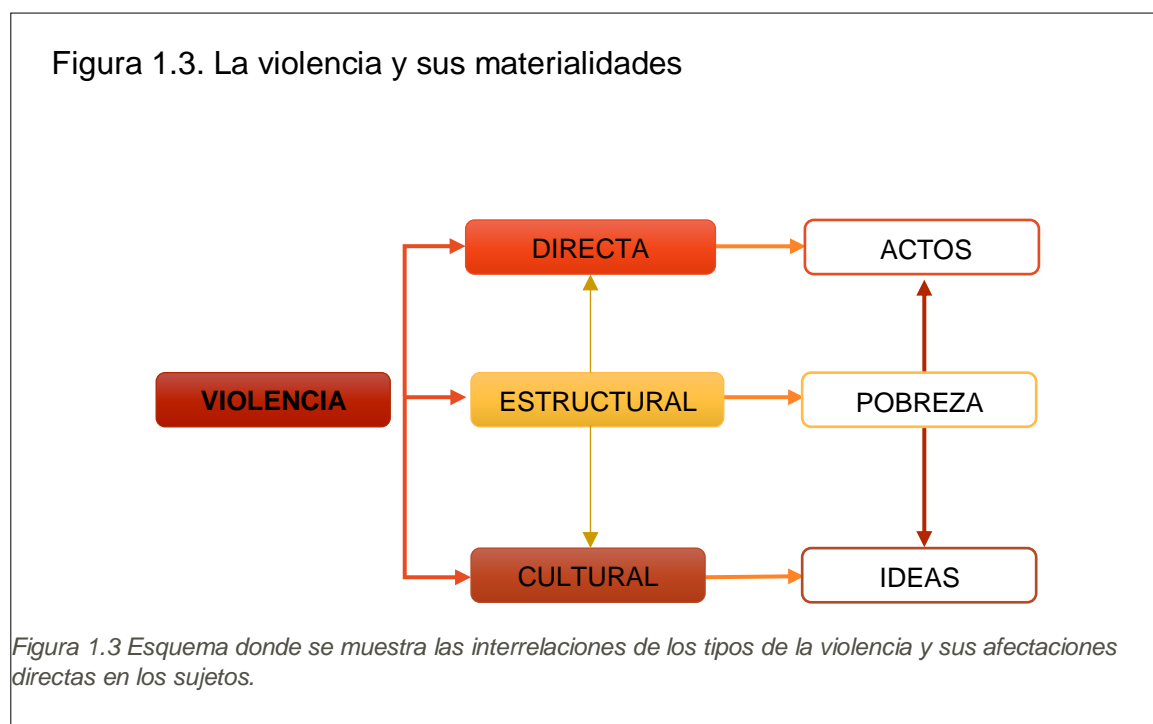 Figura 1.3. La violencia y sus materialidades
DIRECTA
ACTOS
VIOLENCIA
ESTRUCTURAL
POBREZA
CULTURAL
IDEAS
Figura 1.3 Esquema donde se muestra las interrelaciones de los tipos de la violencia y sus afectaciones
directas en los sujetos.